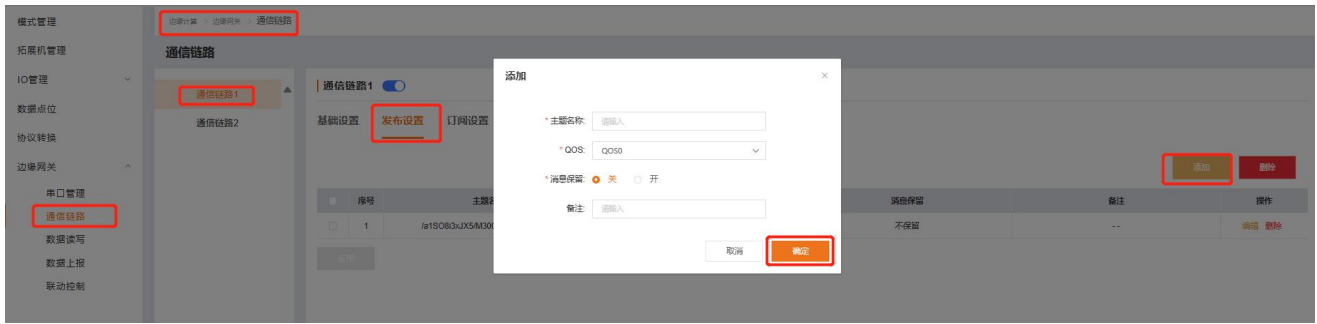 模式管理
拓展机管理
IO管理
数据点位
协议转换
边缘网关
串口管理
通信链路
数据读写
数据上报
联动控制
边缘计算 > 边缘网关 > 通信链路
通信链路
通信链路1
通信链路2
通信链路1
基础设置 发布设置 订阅设置
添加 删除
序号 主题名 消息保留 备注 操作
1 /a1SO8i3xJX5/M300 不保留 -- 编辑 删除
应用
添加 ×
* 主题名称: 请输入
* QOS: QOS0
* 消息保留: 关 开
备注: 请输入
取消 确定